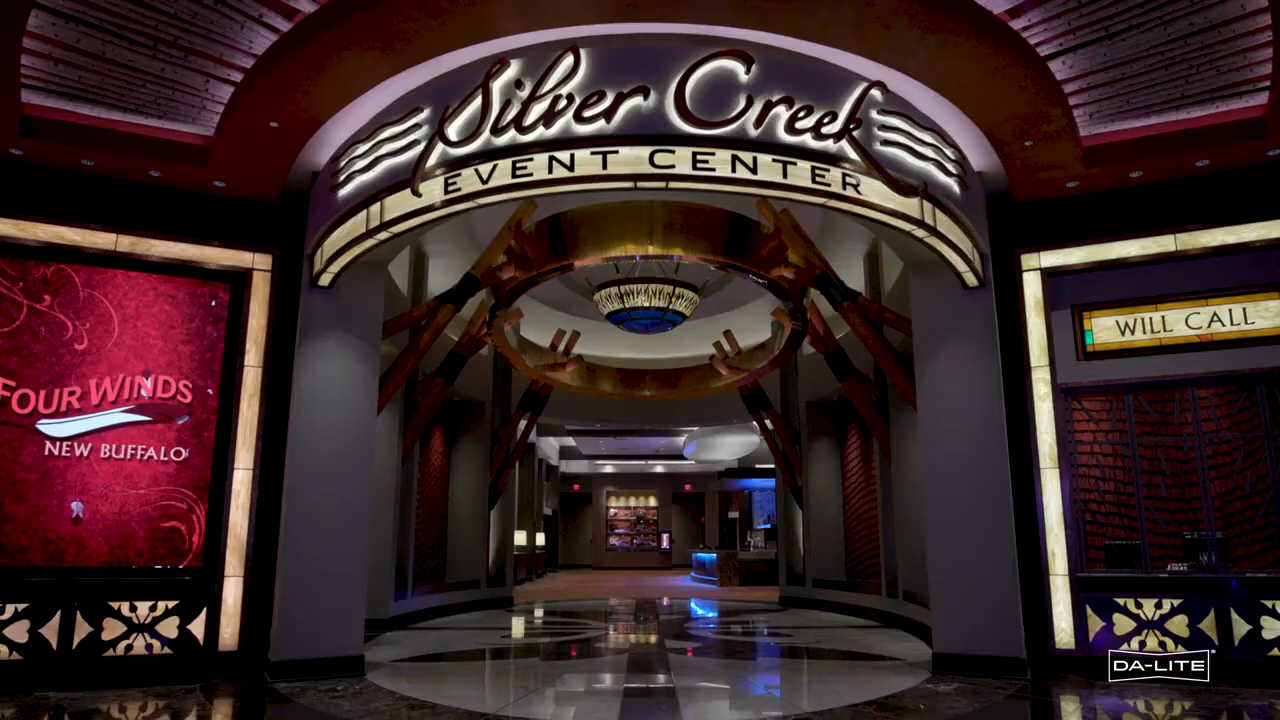 Silver Creek
EVENT CENTER
FOUR WINDS
NEW BUFFALO
WILL CALL
DA-LITE